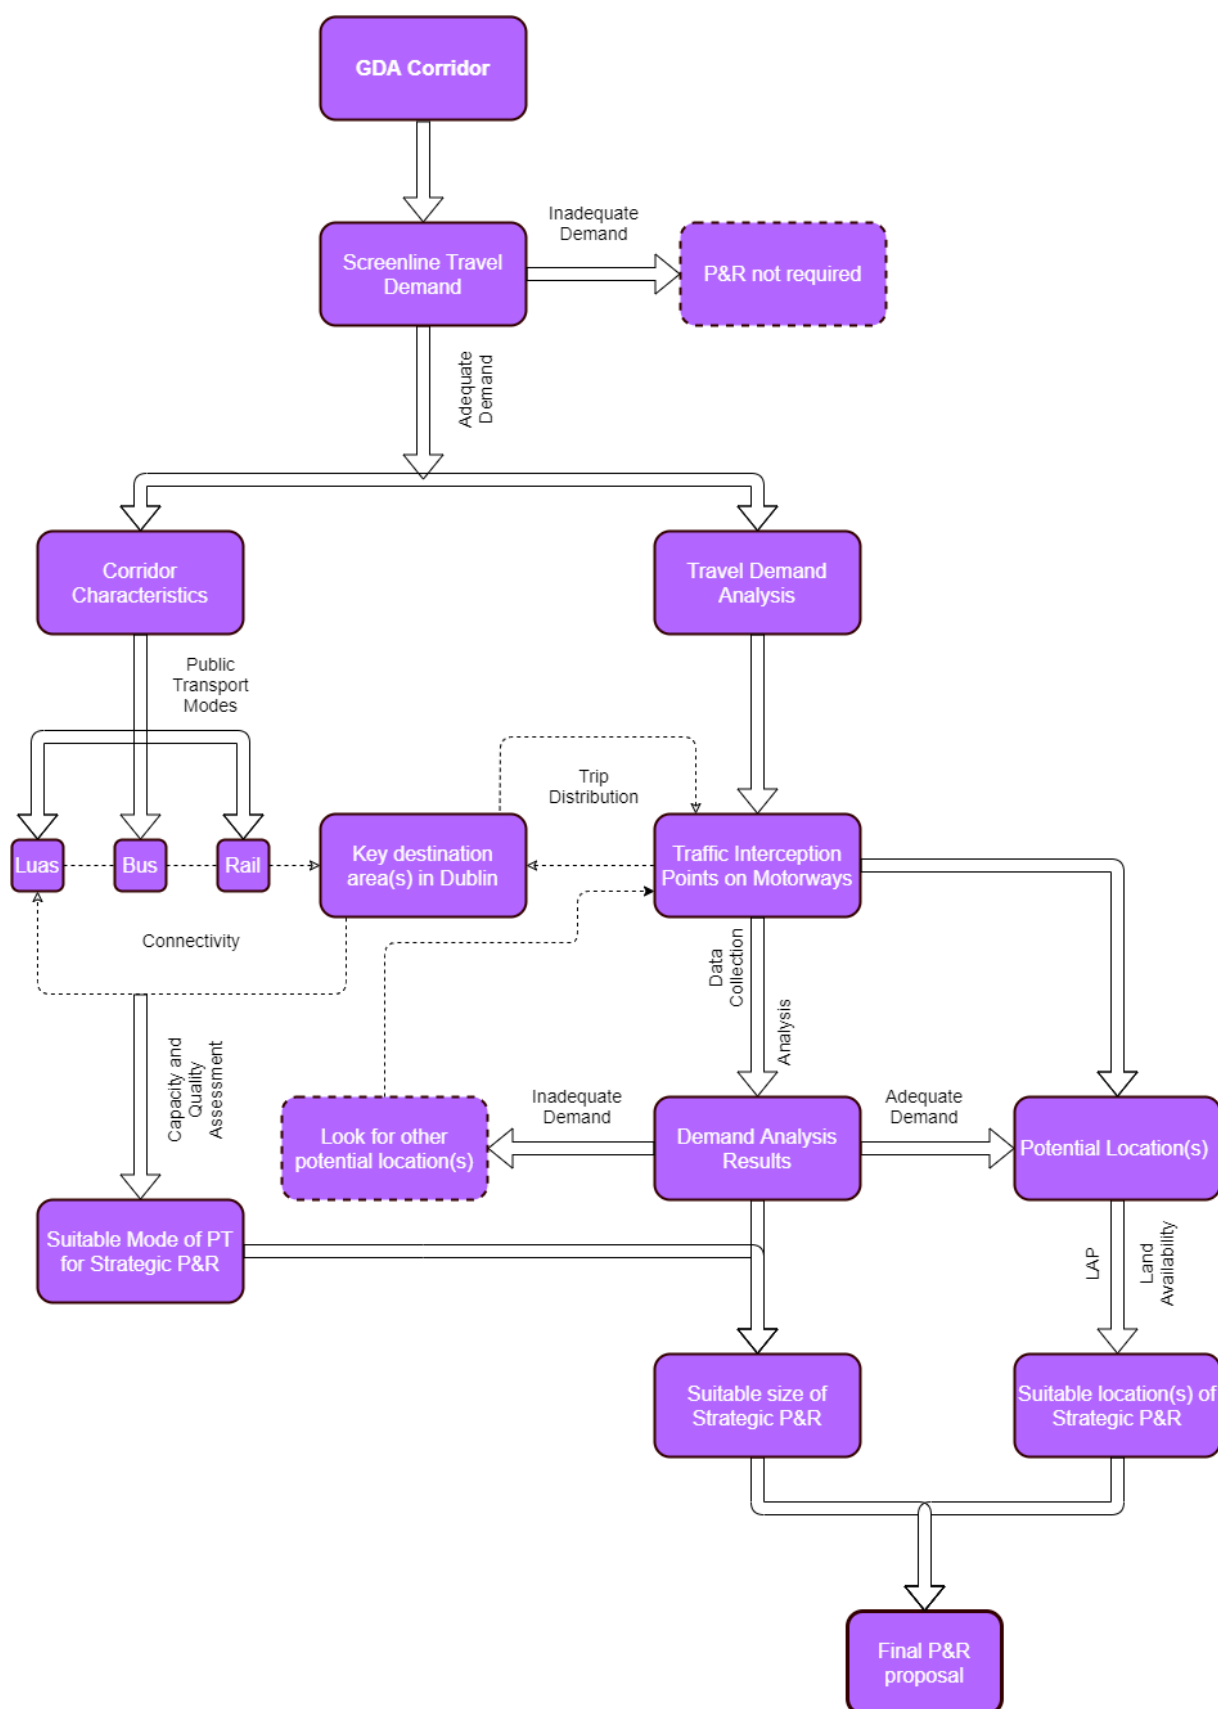 GDA Corridor
Inadequate
Demand
Screenline Travel
Demand
P&R not required
Adequate
Demand
Corridor
Characteristics
Travel Demand
Analysis
Public
Transport
Modes
Trip
Distribution
Luas
Bus
Rail
Key destination
area(s) in Dublin
Traffic Interception
Points on Motorways
Connectivity
Data
Collection
Analysis
Capacity and
Quality
Assessment
Inadequate
Demand
Adequate
Demand
Look for other
potential location(s)
Demand Analysis
Results
Potential Location(s)
Suitable Mode of PT
for Strategic P&R
LAP
Land
Availability
Suitable size of
Strategic P&R
Suitable location(s) of
Strategic P&R
Final P&R
proposal